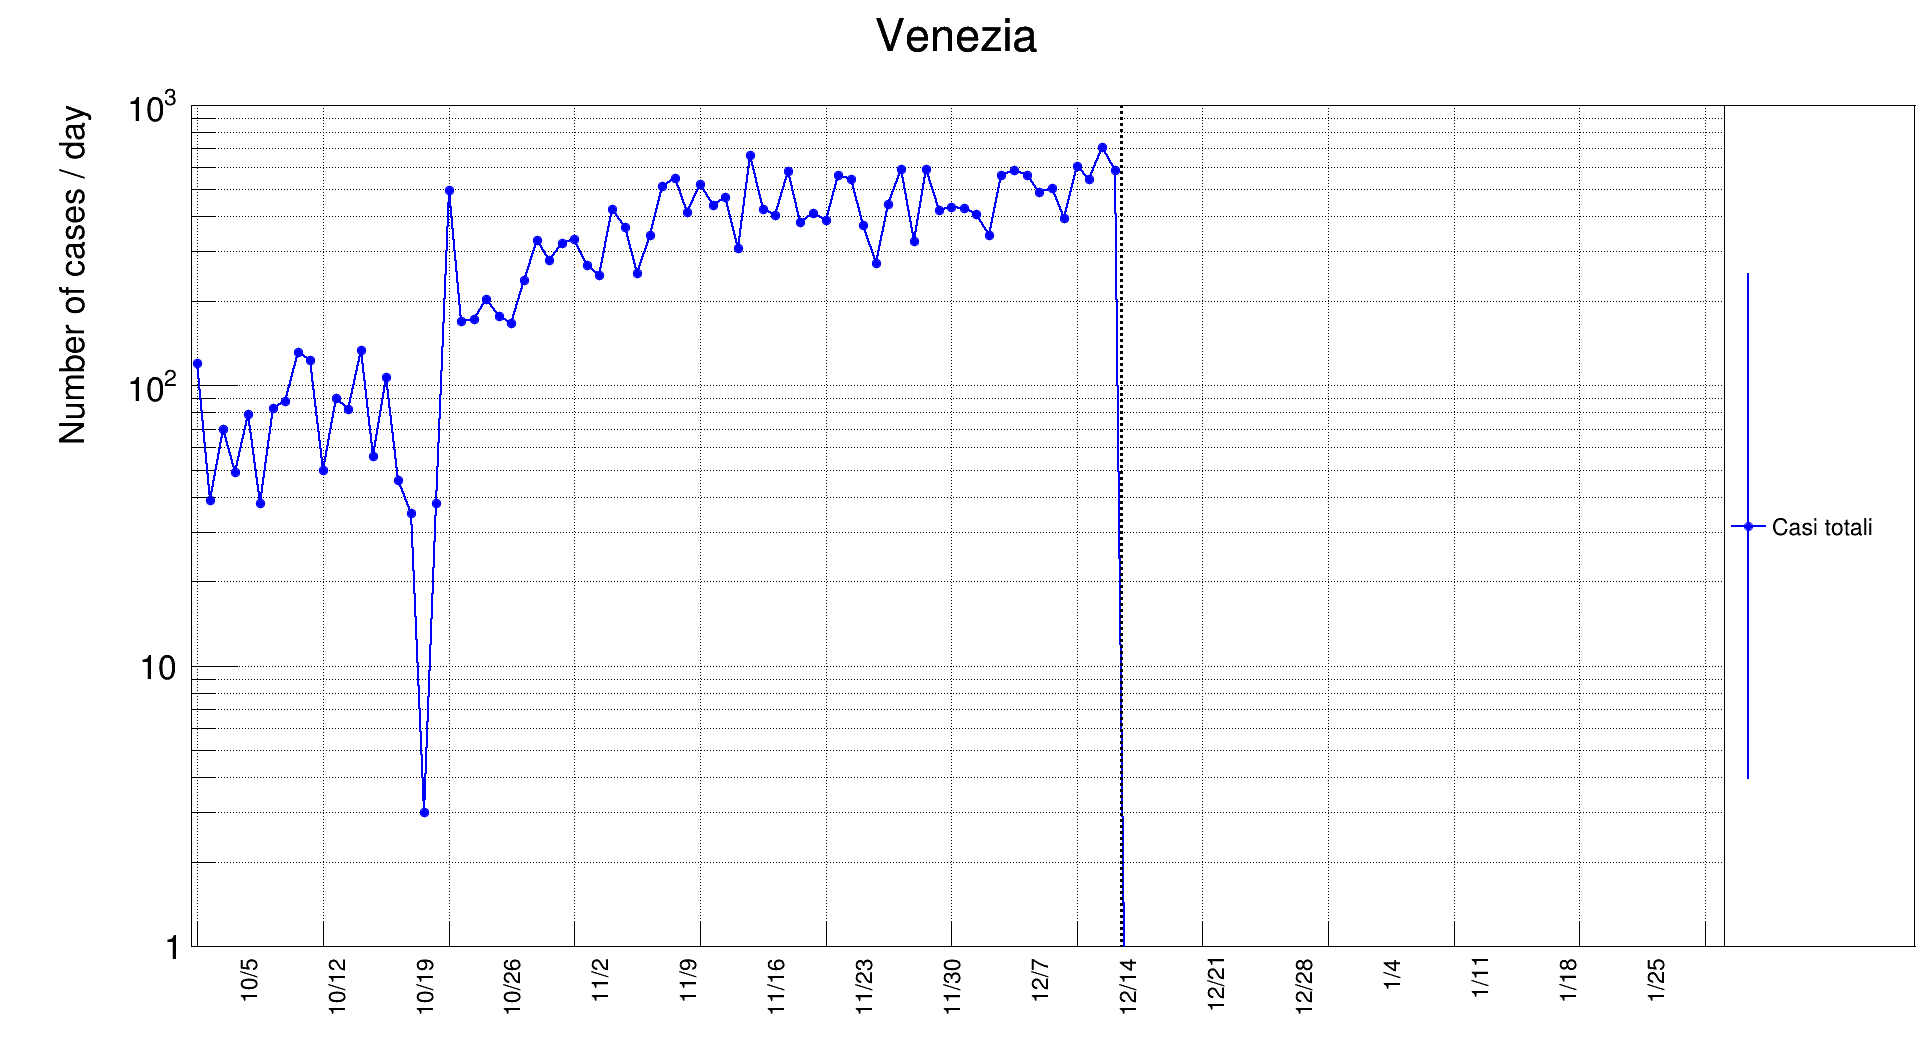 Venezia
Number of cases / day
10³
10²
10
1
10/5 10/12 10/19 10/26 11/2 11/9 11/16 11/23 11/30 12/7 12/14 12/21 12/28 1/4 1/11 1/18 1/25
Casi totali